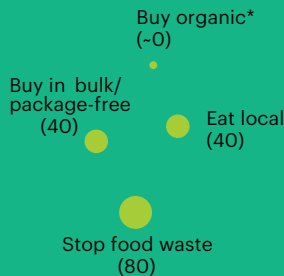 Buy organic*
(~0)
Buy in bulk/
package-free
(40)
Eat local
(40)
Stop food waste
(80)